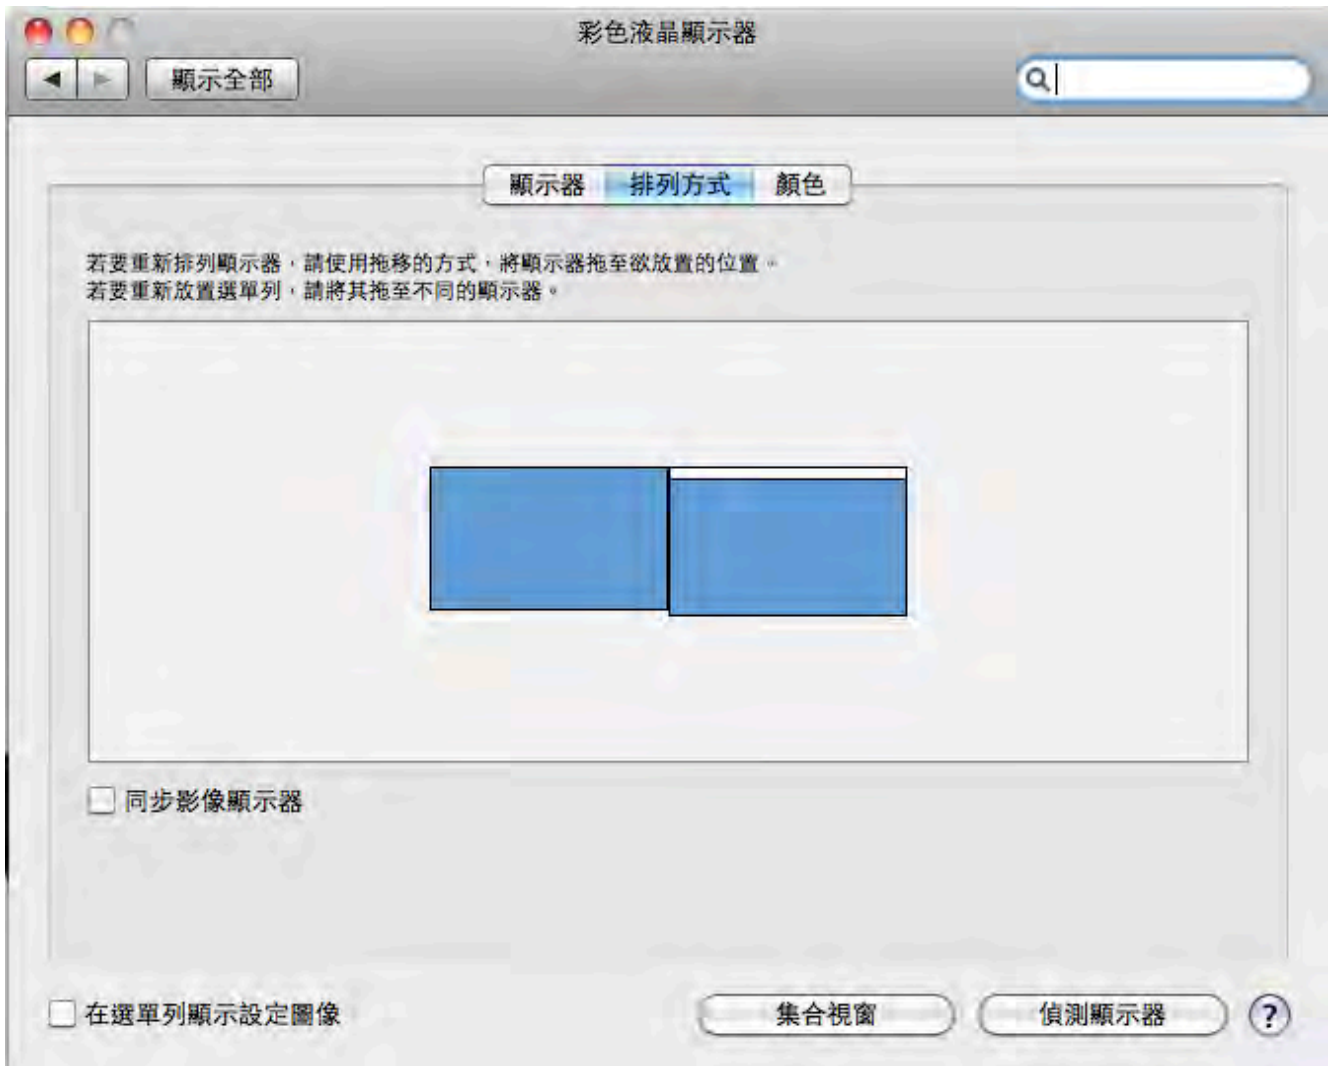 彩色液晶顯示器
顯示全部
顯示器 排列方式 顏色
若要重新排列顯示器，請使用拖移的方式，將顯示器拖至欲放置的位置。
若要重新放置選單列，請將其拖至不同的顯示器。
同步影像顯示器
在選單列顯示設定圖像 集合視窗 偵測顯示器 ?